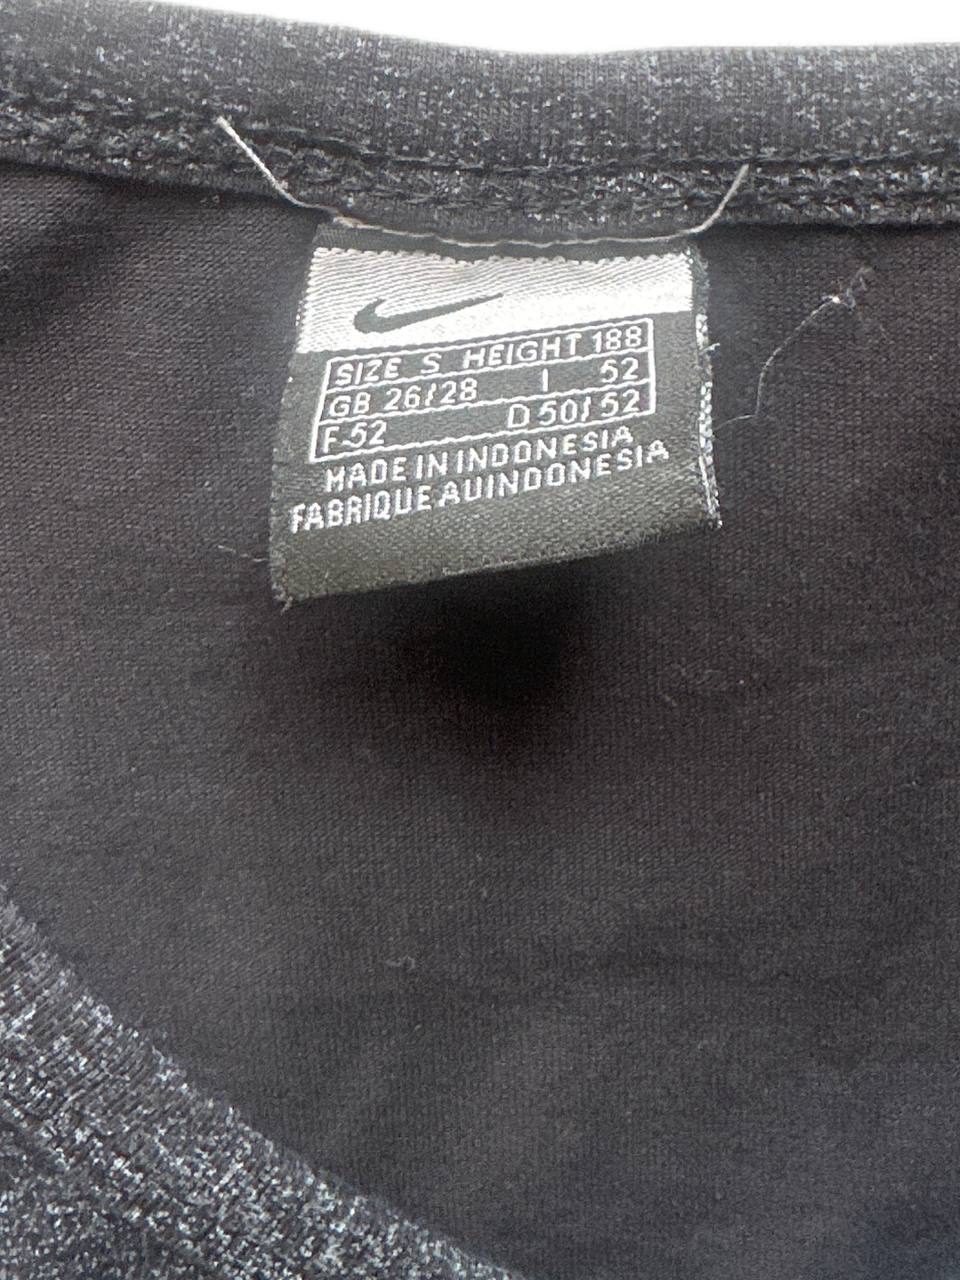 SIZE S HEIGHT 188
GB 26/28 I 52
F-52 D 50/52
MADE IN INDONESIA
FABRIQUE AU INDONESIA